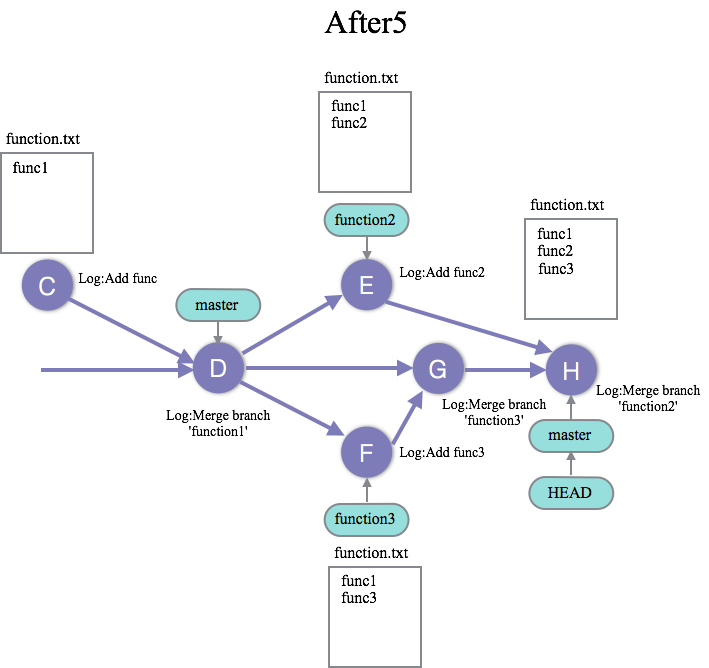 After5
function.txt
func1
func2
function.txt
func1
function2
function.txt
func1
func2
func3
C
Log:Add func
E
Log:Add func2
master
D
G
H
Log:Merge branch
'function1'
Log:Merge branch
'function3'
Log:Merge branch
'function2'
F
Log:Add func3
master
HEAD
function3
function.txt
func1
func3